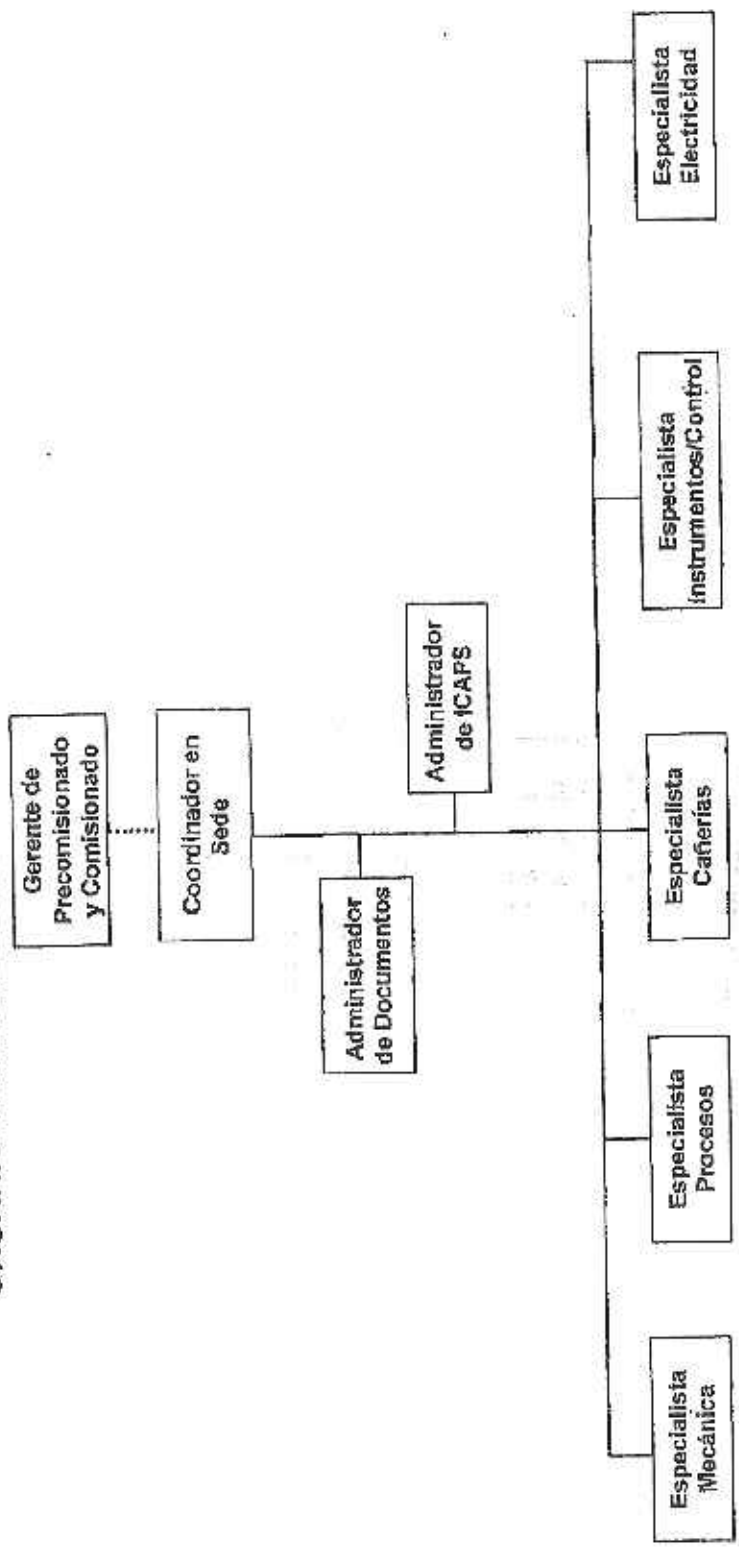 Gerente de
Precomisionado
y Comisionado
Coordinador en
Sede
Administrador
de Documentos
Administrador
de ICAPS
Especialista
Mecánica
Especialista
Procesos
Especialista
Cañerías
Especialista
Instrumentos/Control
Especialista
Electricidad